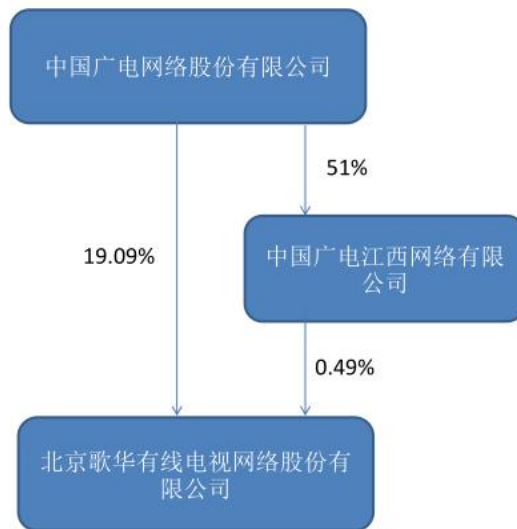 中国广电网络股份有限公司
51%
19.09%
中国广电江西网络有限
公司
0.49%
北京歌华有线电视网络股份有
限公司